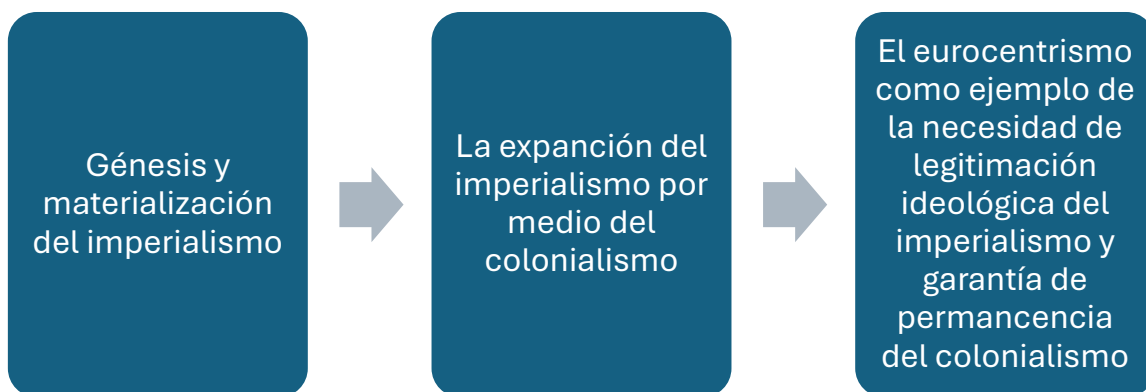 Génesis y
materialización
del imperialismo
La expanción del
imperialismo por
medio del
colonialismo
El eurocentrismo
como ejemplo de
la necesidad de
legitimación
ideológica del
imperialismo y
garantía de
permancencia
del colonialismo